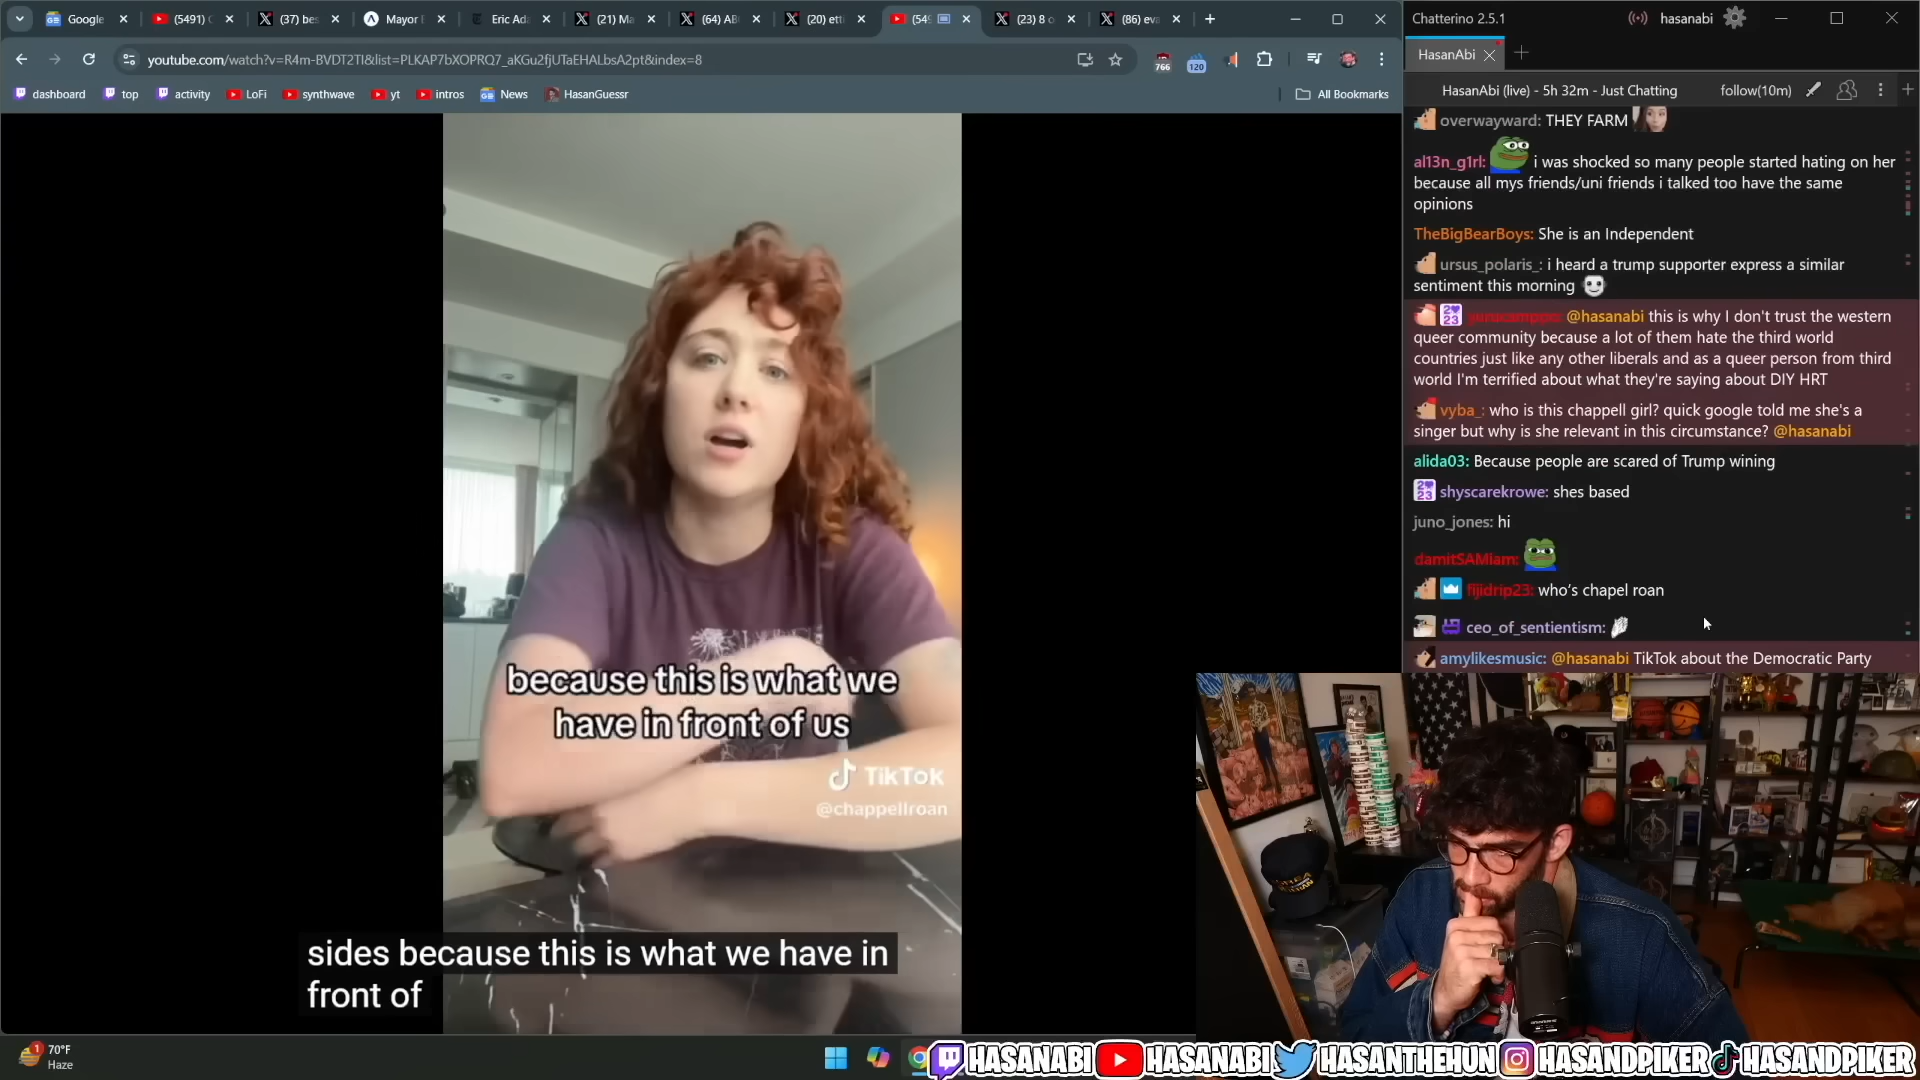 Google
(5491) C
(37) bes
Mayor E
Eric Ada
(21) Ma
(64) AB
(20) etti
(549
(23) 8 o
(86) eva
youtube.com/watch?v=R4m-BVDT2TI&list=PLKAP7bXOPRQ7_aKGu2fjUTaEHALbsA2pt&index=8
766
120
dashboard
top
activity
LoFi
synthwave
yt
intros
News
HasanGuessr
All Bookmarks
because this is what we
have in front of us
TikTok
@chappellroan
sides because this is what we have in
front of
Chatterino 2.5.1
hasanabi
HasanAbi
HasanAbi (live) - 5h 32m - Just Chatting
follow(10m)
overwayward: THEY FARM
al13n_g1rl: i was shocked so many people started hating on her
because all mys friends/uni friends i talked too have the same
opinions
TheBigBearBoys: She is an Independent
ursus_polaris_: i heard a trump supporter express a similar
sentiment this morning
@hasanabi this is why I don't trust the western
queer community because a lot of them hate the third world
countries just like any other liberals and as a queer person from third
world I'm terrified about what they're saying about DIY HRT
vyba_: who is this chappell girl? quick google told me she's a
singer but why is she relevant in this circumstance? @hasanabi
alida03: Because people are scared of Trump wining
shyscarekrowe: shes based
juno_jones: hi
damitSAMIam:
fijidrip23: who's chapel roan
ceo_of_sentientism:
amylikesmusic: @hasanabi TikTok about the Democratic Party
1
70°F
Haze
HASANABI
HASANABI
HASANTHEHUN
HASANDPIKER
HASANDPIKER